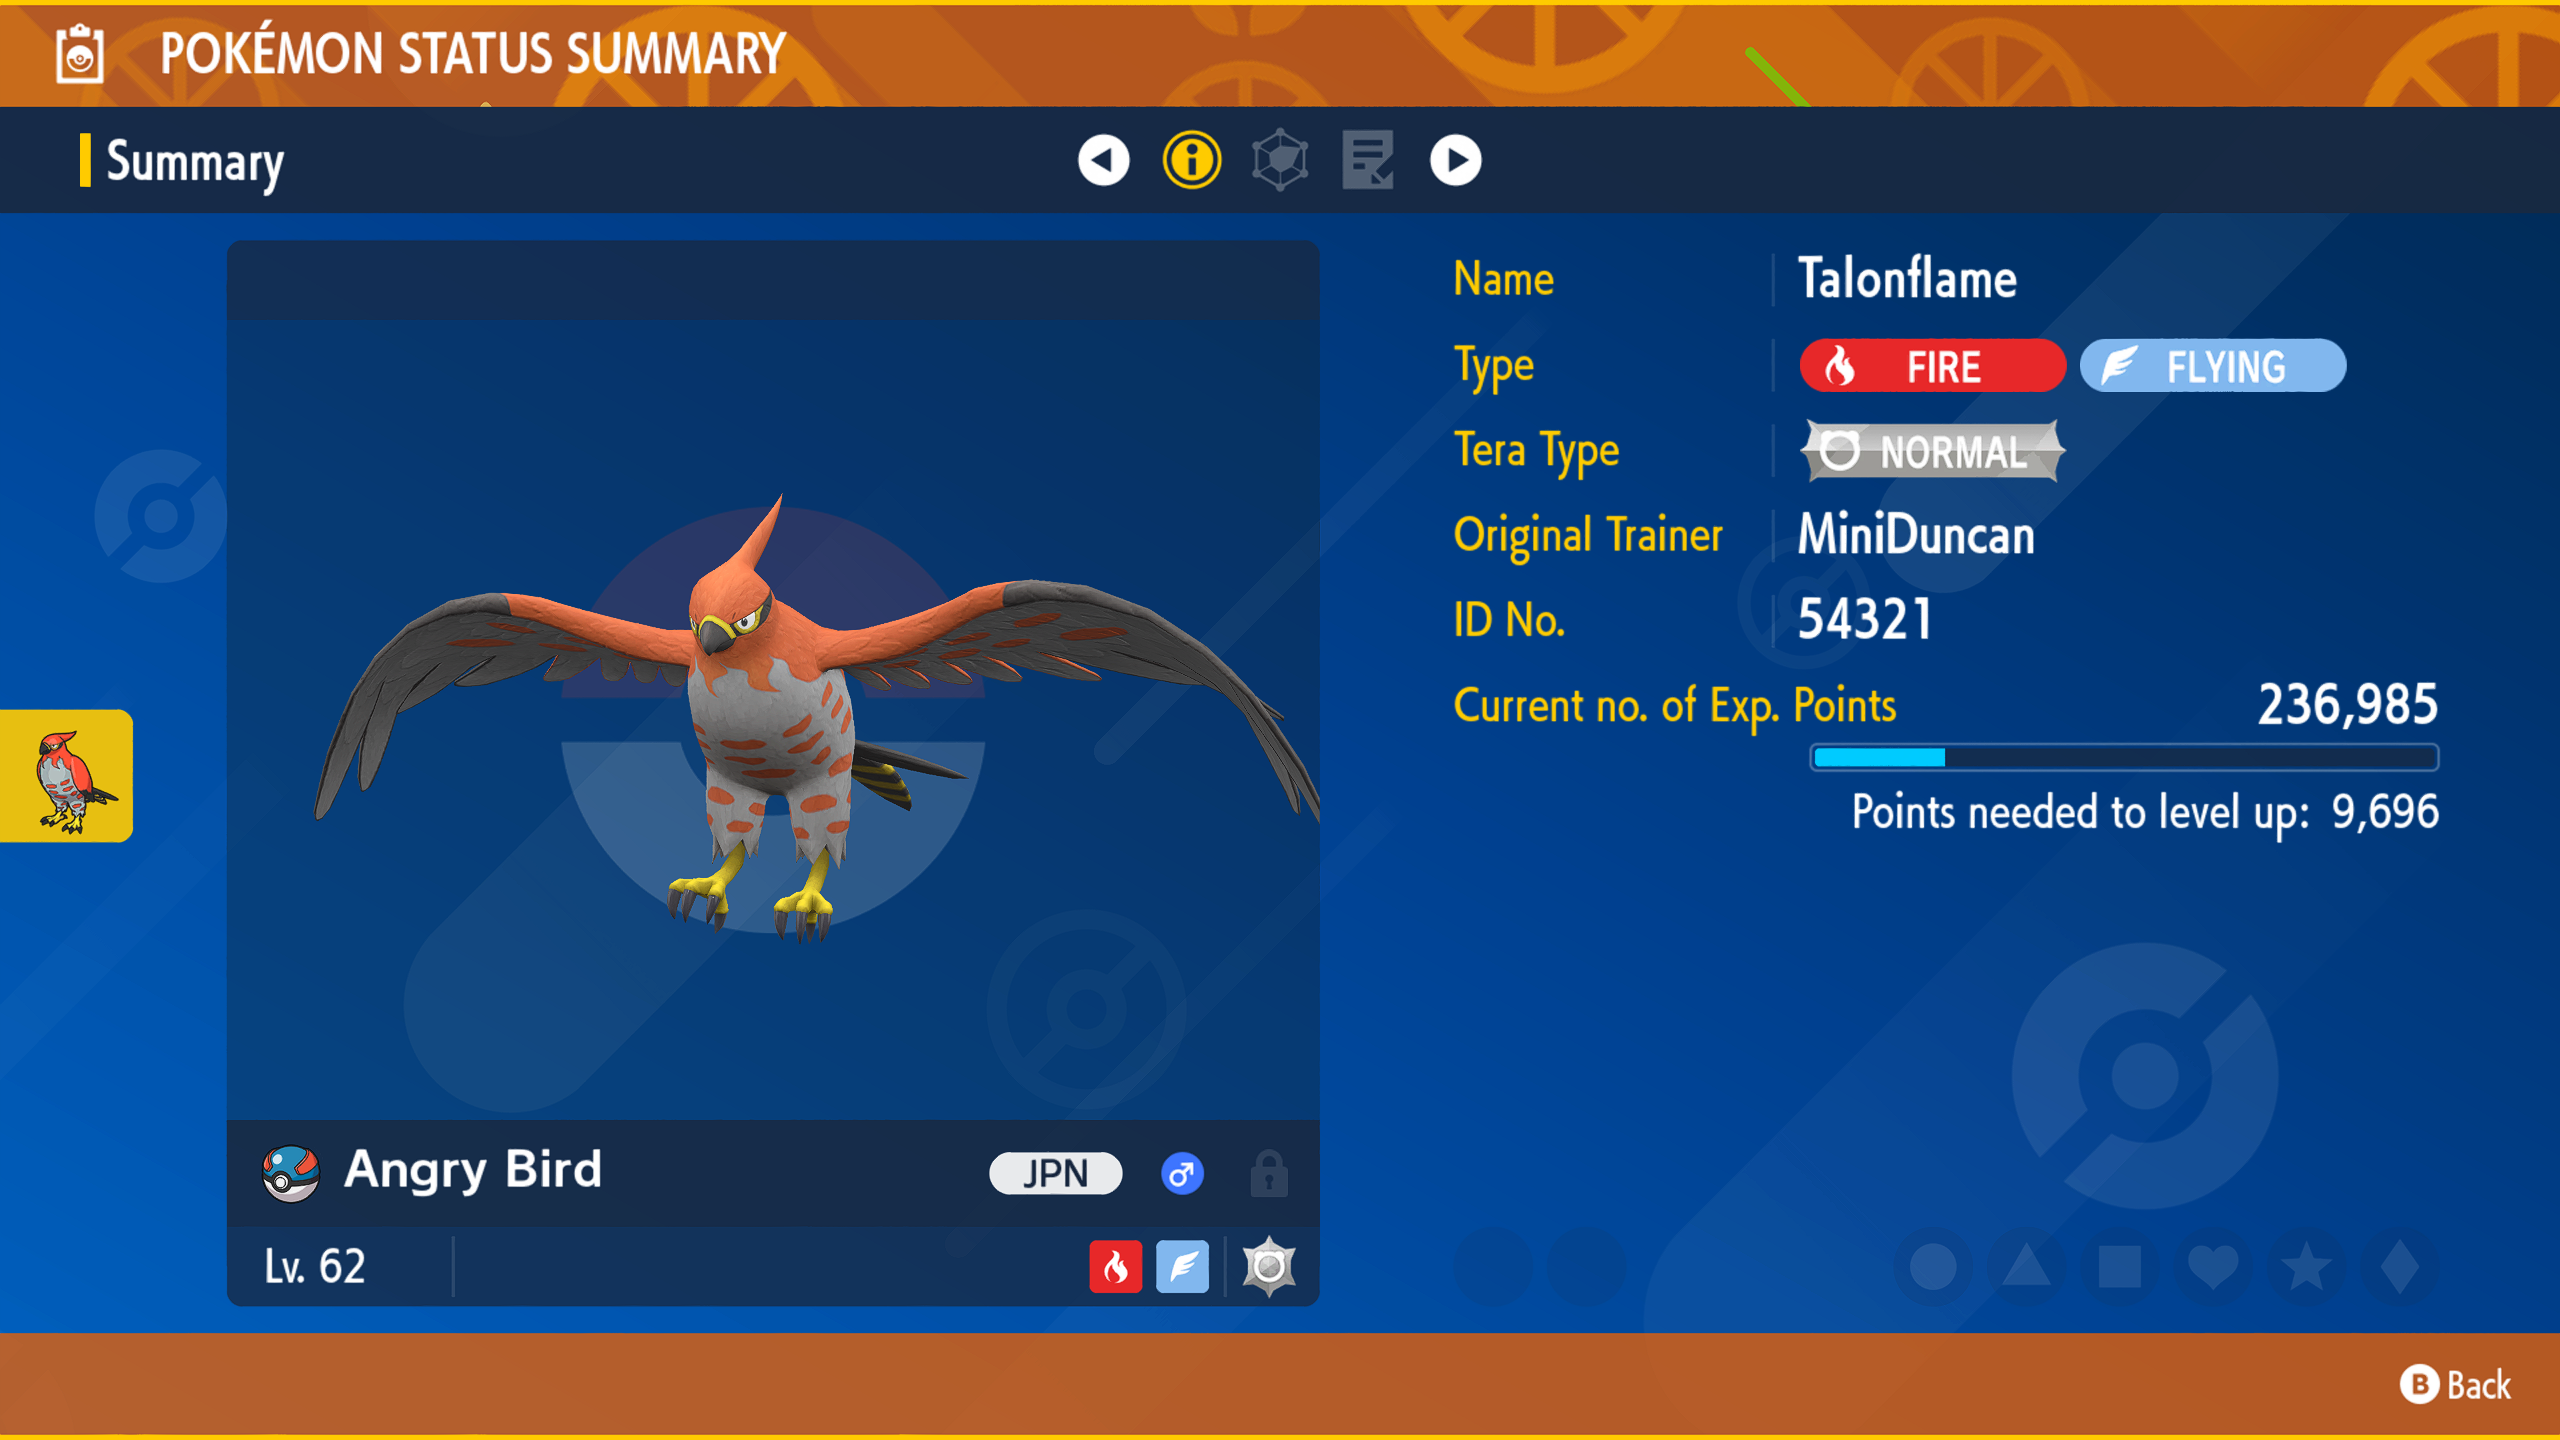 POKÉMON STATUS SUMMARY
Summary
Name Talonflame
Type FIRE FLYING
Tera Type NORMAL
Original Trainer MiniDuncan
ID No. 54321
Current no. of Exp. Points 236,985
Points needed to level up: 9,696
Angry Bird JPN
Lv. 62
B Back